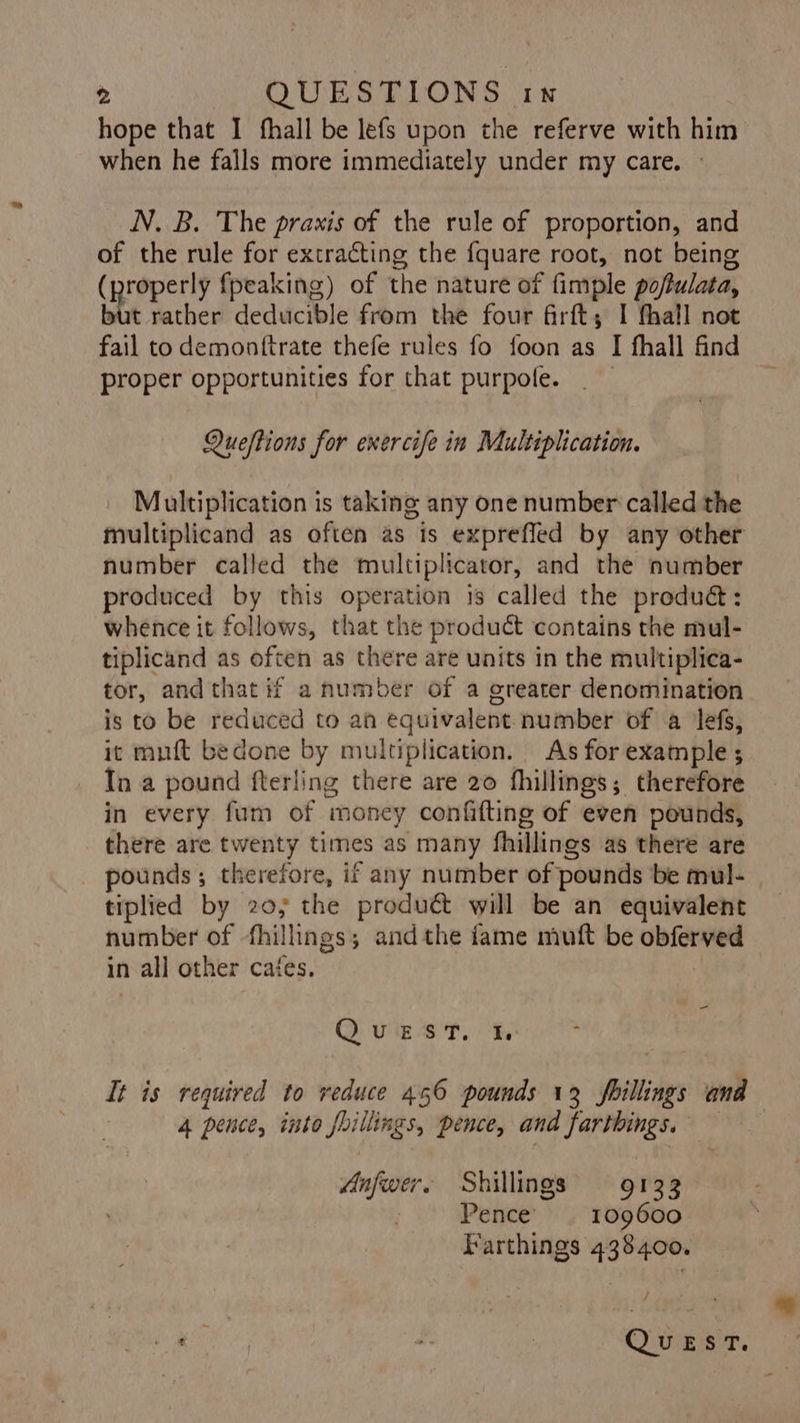 2 QUESTIONS IN
hope that I ſhall be leſs upon the reſerve with him
when he falls more immediately under my care.
N. B. The praxis of the rule of proportion, and
of the rule for extracting the ſquare root, not being
(properly ſpeaking) of the nature of ſimple poſtulata,
but rather deducible from the four firſt; I ſhall not
fail to demonſtrate theſe rules ſo ſoon as I ſhall find
proper opportunities for that purpoſe.
Queſtions for exerciſe in Multiplication.
Multiplication is taking any one number called the
multiplicand as often as is expreſſed by any other
number called the multiplicator, and the number
produced by this operation is called the product:
whence it follows, that the product contains the mul-
tiplicand as often as there are units in the multiplica-
tor, and that if a number of a greater denomination
is to be reduced to an equivalent number of a leſs,
it muſt be done by multiplication. As for example;
In a pound ſterling there are 20 ſhillings; therefore
in every ſum of money conſiſting of even pounds,
there are twenty times as many ſhillings as there are
pounds; therefore, if any number of pounds be mul-
tiplied by 20; the product will be an equivalent
number of ſhillings; and the ſame muſt be obſerved
in all other caſes.
QUEST. I.
It is required to reduce 456 pounds 13 ſhillings and
4 pence, into ſhillings, pence, and farthings.
Anſwer. Shillings 9133
Pence 109600
Farthings 438400.
QUEST.